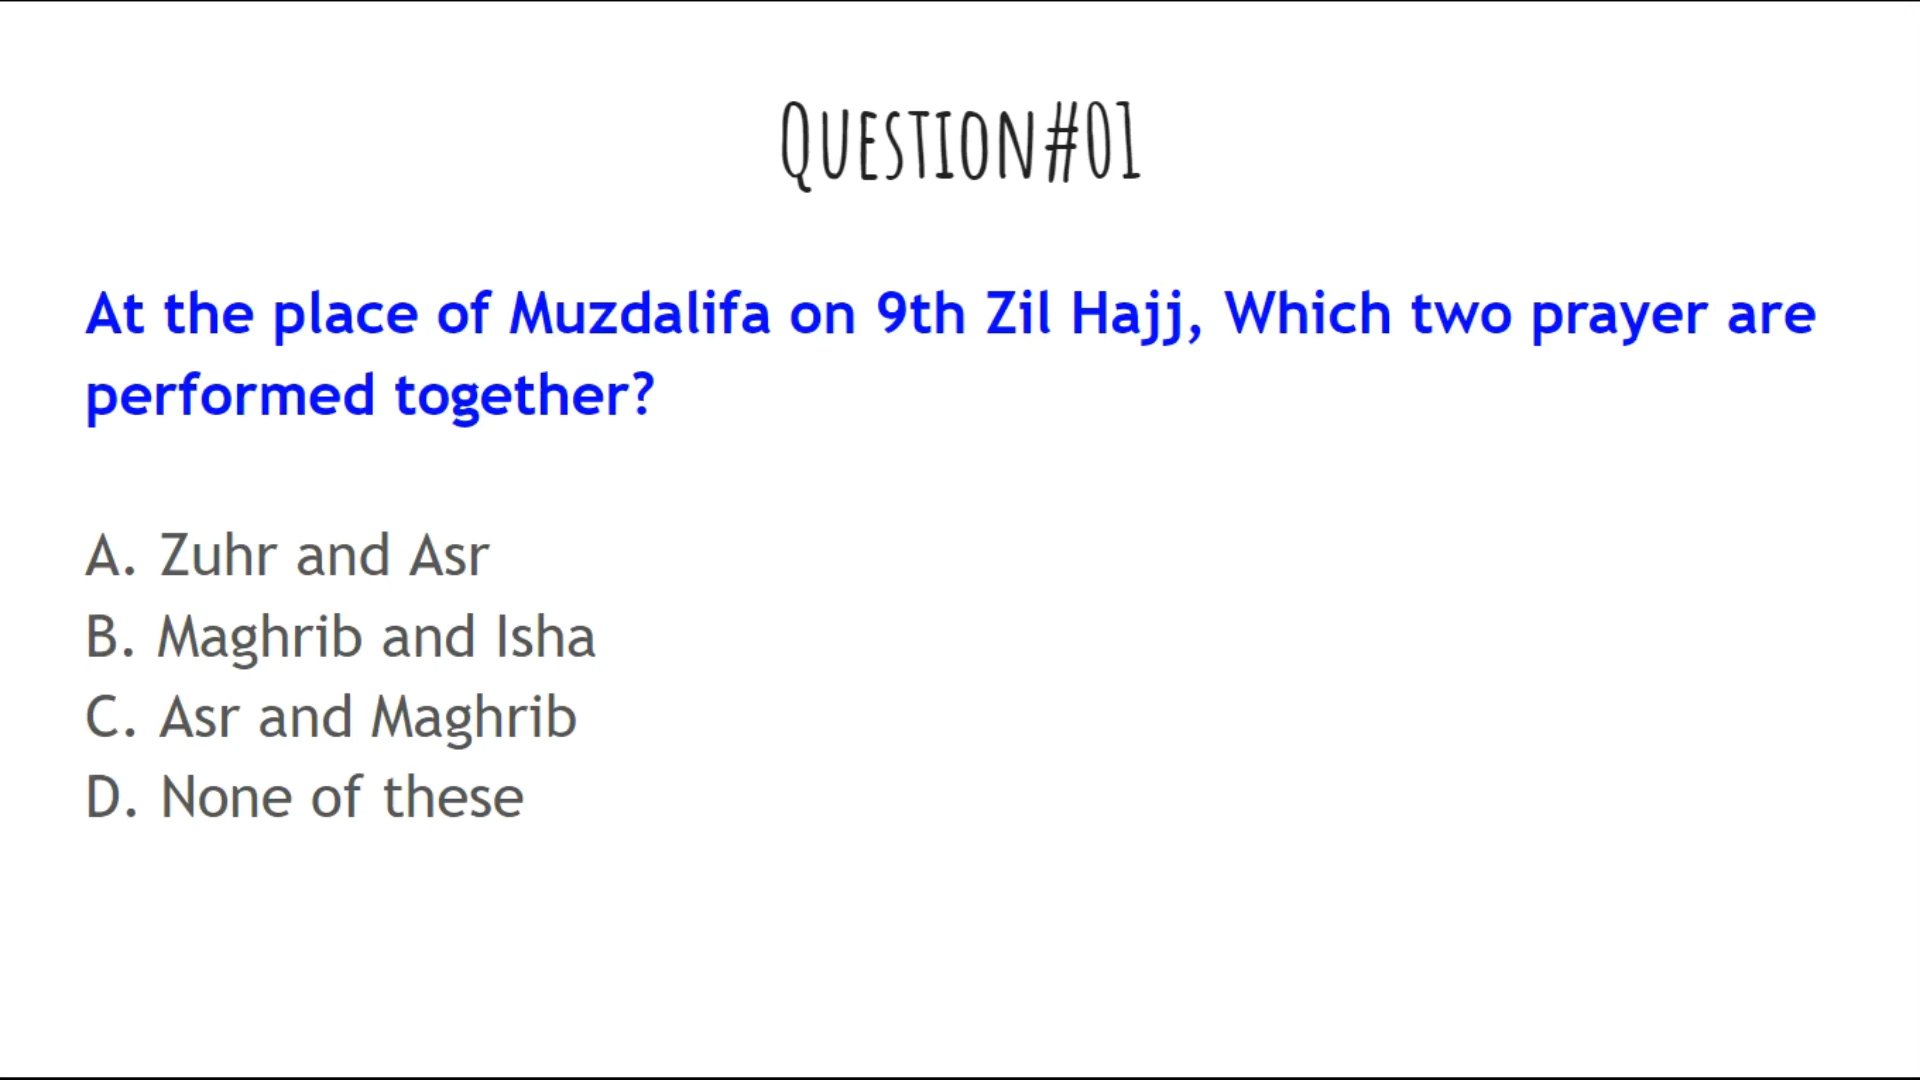 Question#01
At the place of Muzdalifa on 9th Zil Hajj, Which two prayer are
performed together?
A. Zuhr and Asr
B. Maghrib and Isha
C. Asr and Maghrib
D. None of these